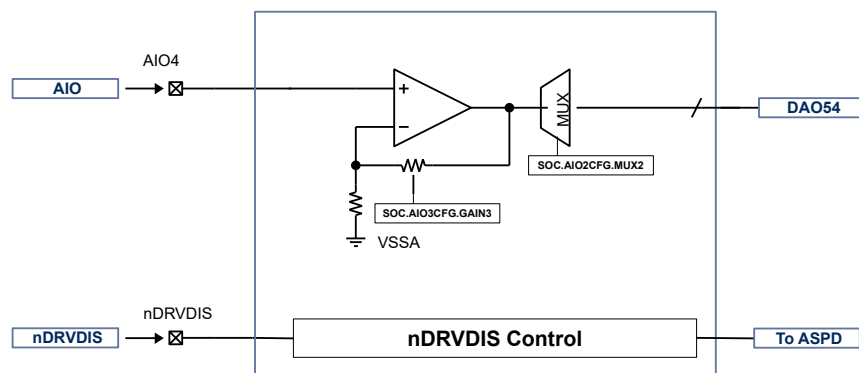 AIO4
AIO
+
−
MUX
DAO54
SOC.AIO2CFG.MUX2
SOC.AIO3CFG.GAIN3
VSSA
nDRVDIS
nDRVDIS
nDRVDIS Control
To ASPD